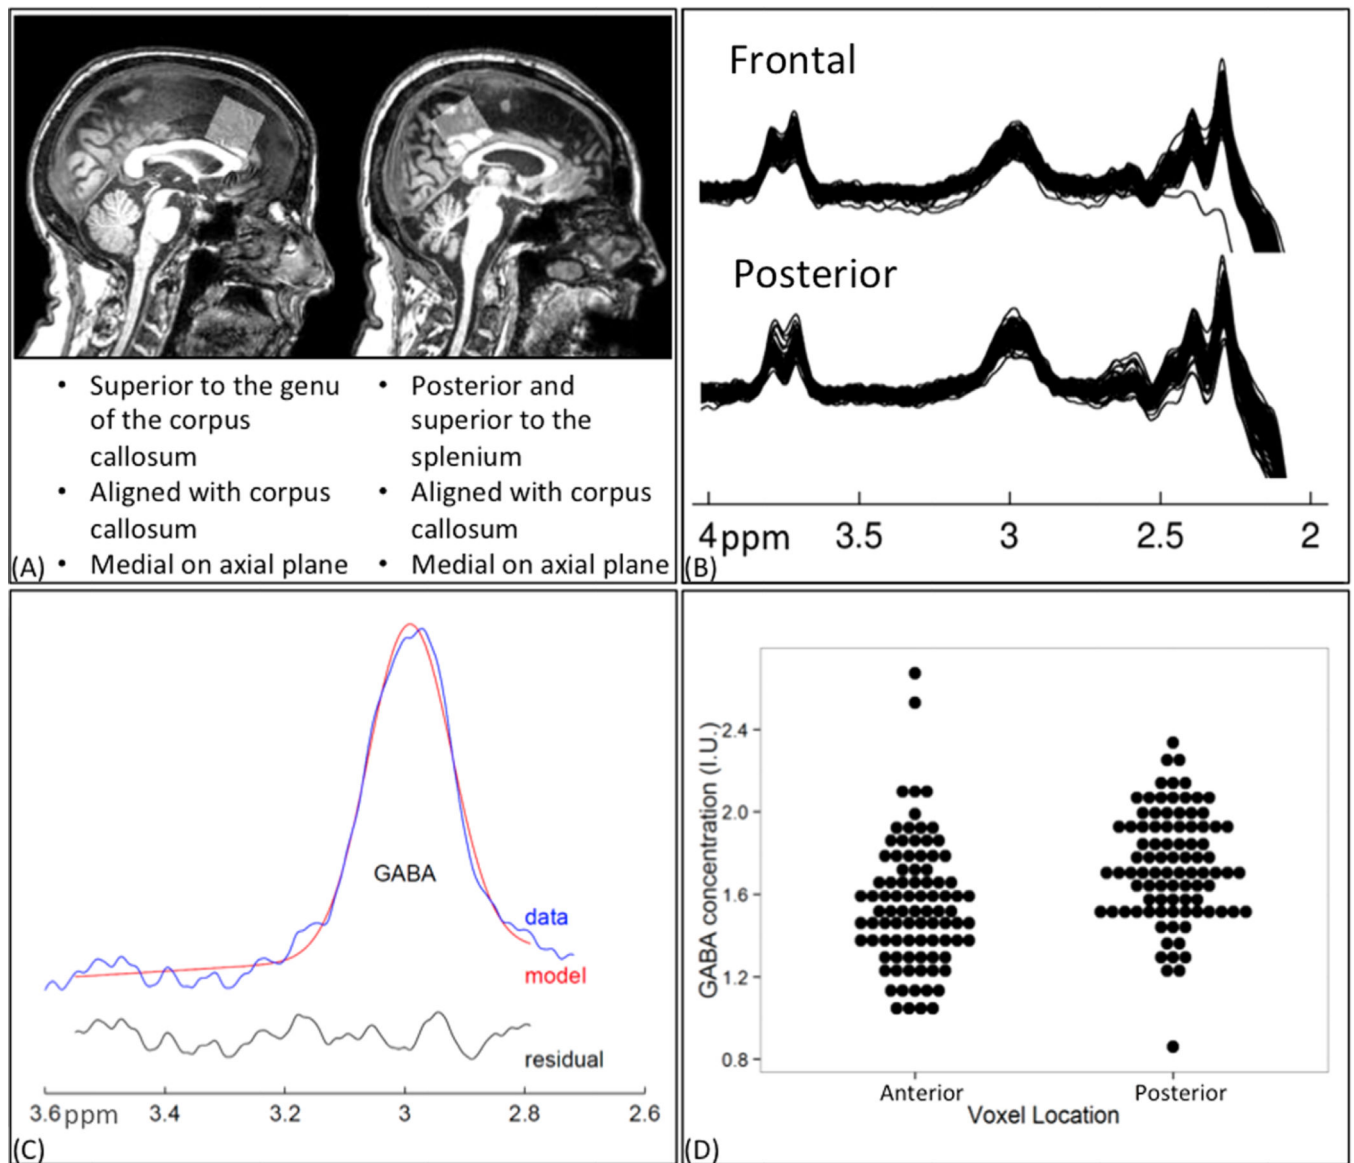 • Superior to the genu
of the corpus
callosum
• Aligned with corpus
callosum
• Medial on axial plane
• Posterior and
superior to the
splenium
• Aligned with corpus
callosum
• Medial on axial plane
(A)
Frontal
Posterior
4ppm 3.5 3 2.5 2
(B)
GABA
data
model
residual
3.6ppm 3.4 3.2 3 2.8 2.6
(C)
GABA concentration (I.U.)
2.4
2.0
1.6
1.2
0.8
Anterior Posterior
Voxel Location
(D)